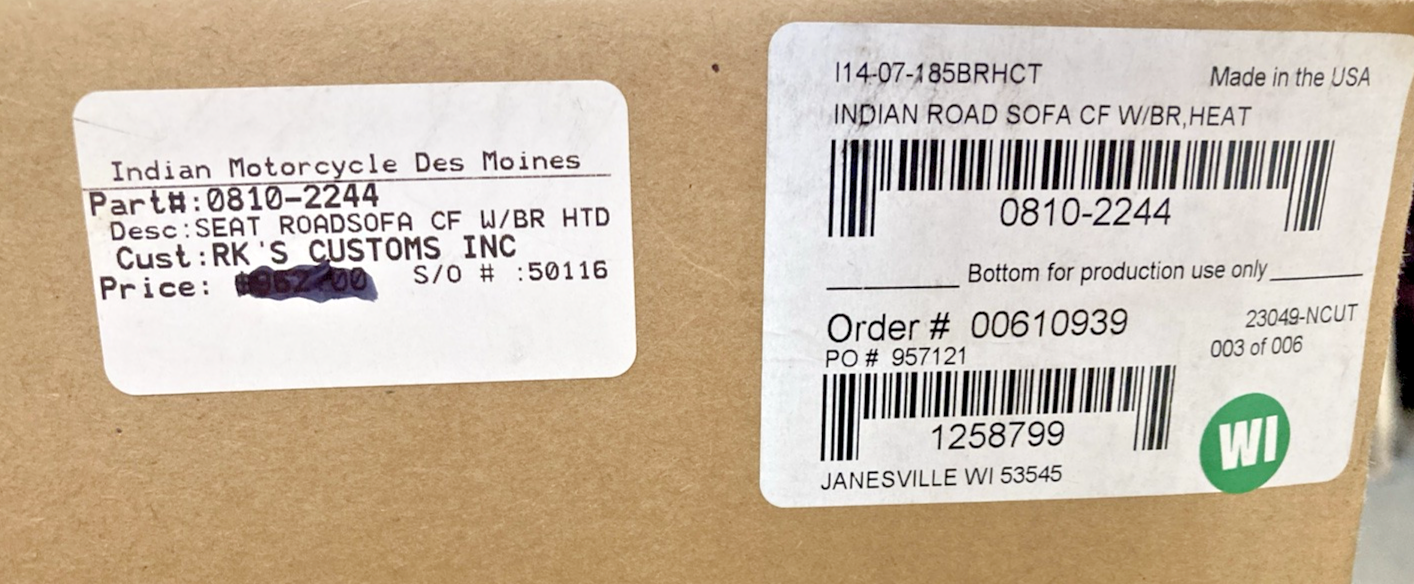 Indian Motorcycle Des Moines
Part#:0810-2244
Desc:SEAT ROADSOFA CF W/BR HTD
Cust:RK'S CUSTOMS INC
Price: S/O # :50116
I14-07-185BRHCT Made in the USA
INDIAN ROAD SOFA CF W/BR,HEAT
0810-2244
Bottom for production use only
Order # 00610939 23049-NCUT
PO # 957121 003 of 006
1258799
WI
JANESVILLE WI 53545